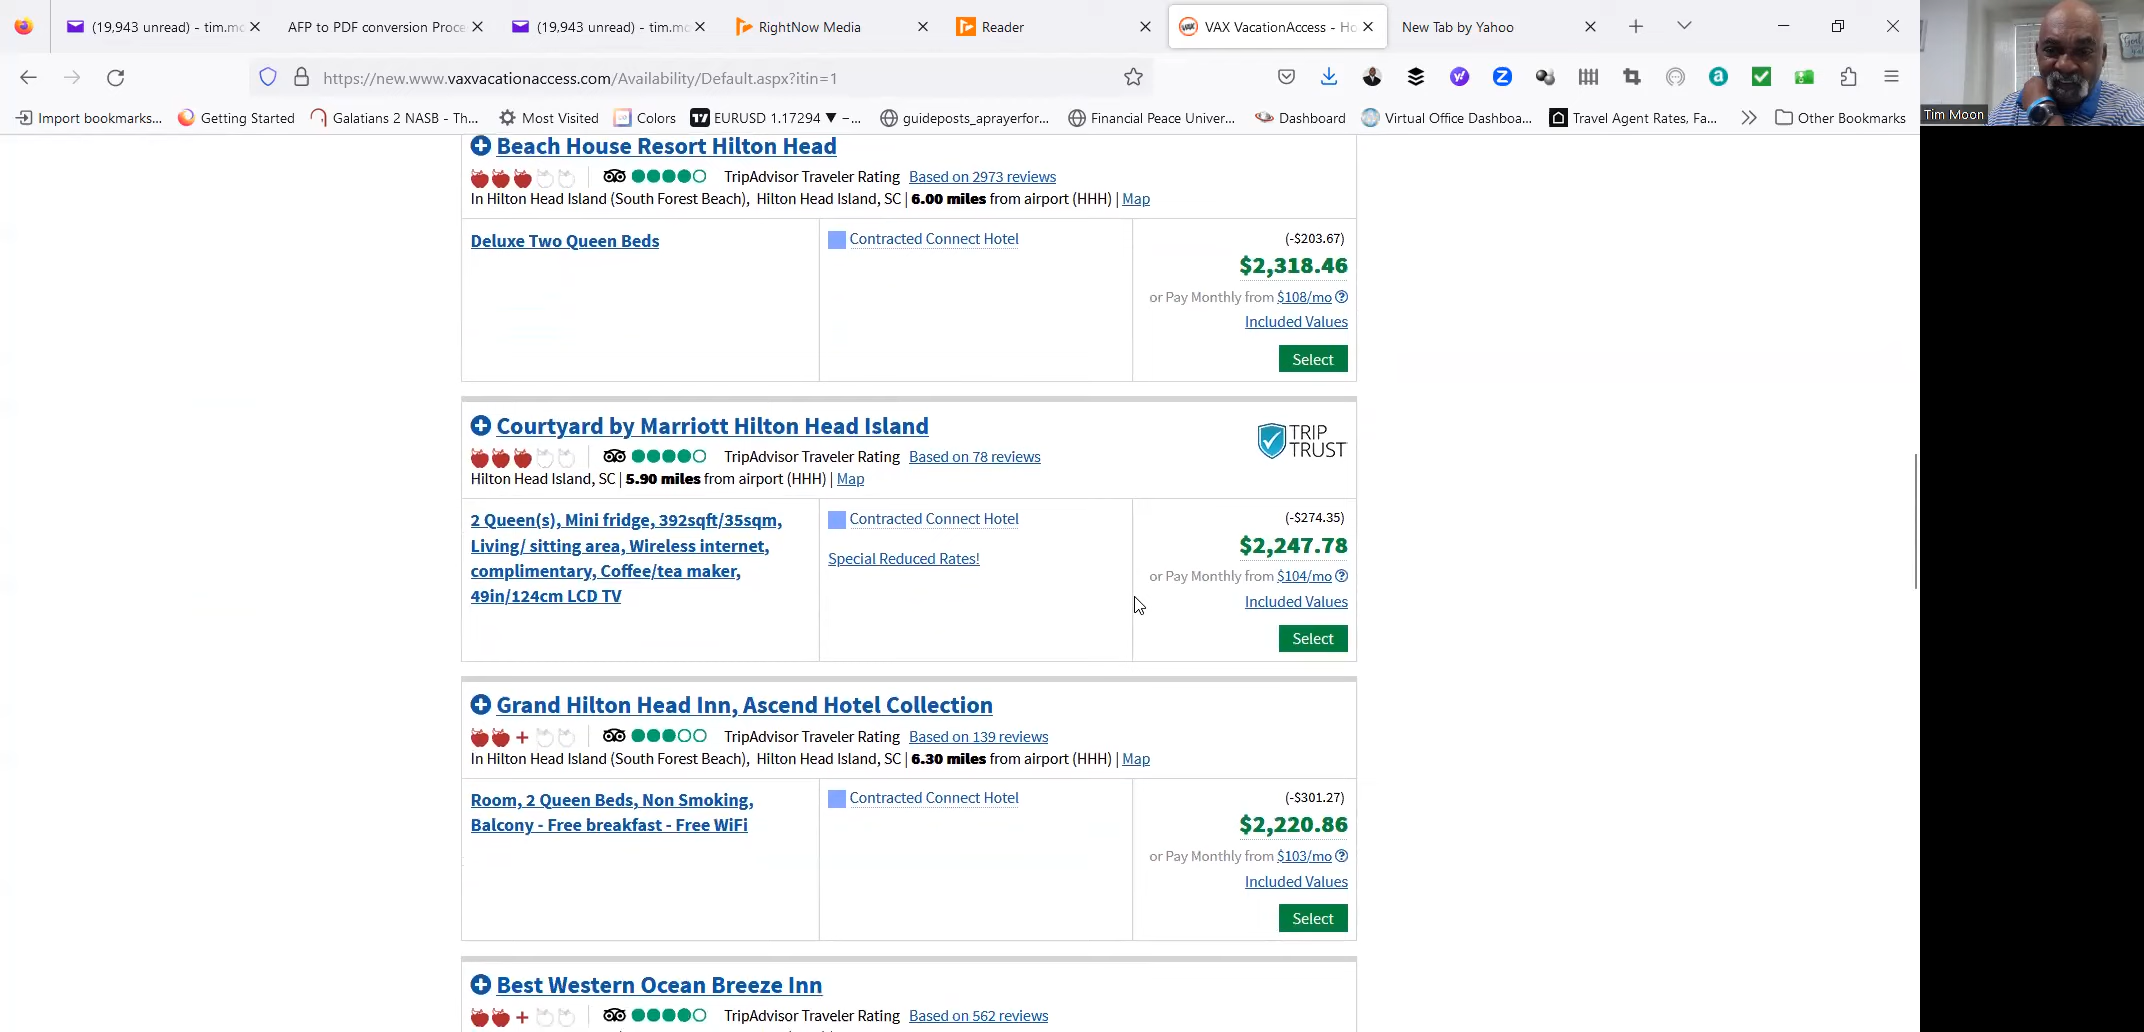 (19,943 unread) - tim.mo
AFP to PDF conversion Proce
(19,943 unread) - tim.mo
RightNow Media
Reader
VAX VacationAccess - Ho
New Tab by Yahoo
https://new.www.vaxvacationaccess.com/Availability/Default.aspx?itin=1
Import bookmarks...
Getting Started
Galatians 2 NASB - Th...
Most Visited
Colors
EURUSD 1.17294 ▼ –...
guideposts_aprayerfor...
Financial Peace Univer...
Dashboard
Virtual Office Dashboa...
Travel Agent Rates, Fa...
Other Bookmarks
Tim Moon
Beach House Resort Hilton Head
TripAdvisor Traveler Rating Based on 2973 reviews
In Hilton Head Island (South Forest Beach), Hilton Head Island, SC | 6.00 miles from airport (HHH) | Map
Deluxe Two Queen Beds
Contracted Connect Hotel
(-$203.67)
$2,318.46
or Pay Monthly from $108/mo
Included Values
Select
Courtyard by Marriott Hilton Head Island
TRIP
TRUST
TripAdvisor Traveler Rating Based on 78 reviews
Hilton Head Island, SC | 5.90 miles from airport (HHH) | Map
2 Queen(s), Mini fridge, 392sqft/35sqm,
Living/ sitting area, Wireless internet,
complimentary, Coffee/tea maker,
49in/124cm LCD TV
Contracted Connect Hotel
Special Reduced Rates!
(-$274.35)
$2,247.78
or Pay Monthly from $104/mo
Included Values
Select
Grand Hilton Head Inn, Ascend Hotel Collection
TripAdvisor Traveler Rating Based on 139 reviews
In Hilton Head Island (South Forest Beach), Hilton Head Island, SC | 6.30 miles from airport (HHH) | Map
Room, 2 Queen Beds, Non Smoking,
Balcony - Free breakfast - Free WiFi
Contracted Connect Hotel
(-$301.27)
$2,220.86
or Pay Monthly from $103/mo
Included Values
Select
Best Western Ocean Breeze Inn
TripAdvisor Traveler Rating Based on 562 reviews